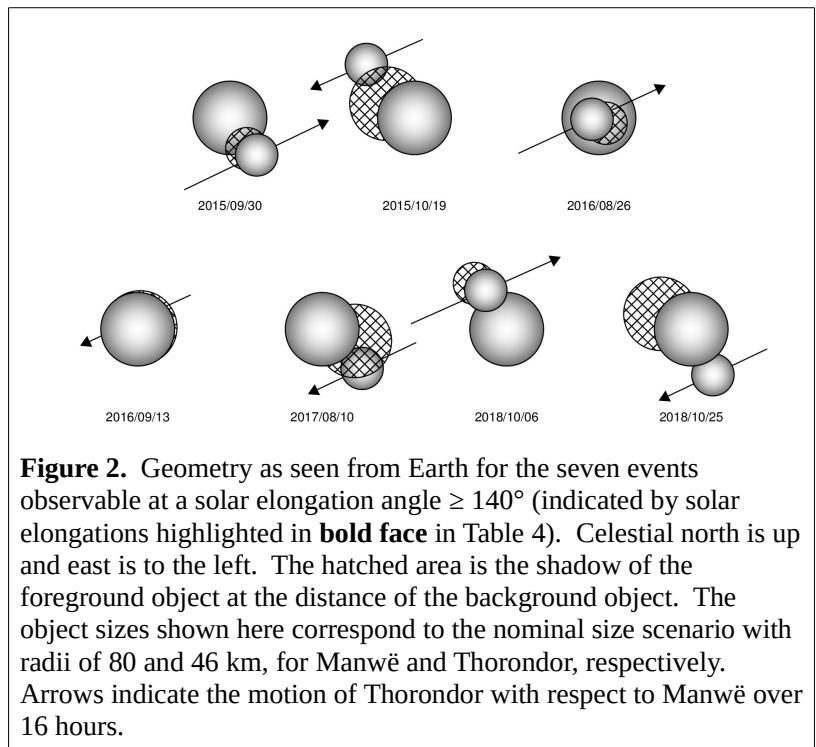 2015/09/30
2015/10/19
2016/08/26
2016/09/13
2017/08/10
2018/10/06
2018/10/25
Figure 2. Geometry as seen from Earth for the seven events
observable at a solar elongation angle ≥ 140° (indicated by solar
elongations highlighted in bold face in Table 4). Celestial north is up
and east is to the left. The hatched area is the shadow of the
foreground object at the distance of the background object. The
object sizes shown here correspond to the nominal size scenario with
radii of 80 and 46 km, for Manwë and Thorondor, respectively.
Arrows indicate the motion of Thorondor with respect to Manwë over
16 hours.